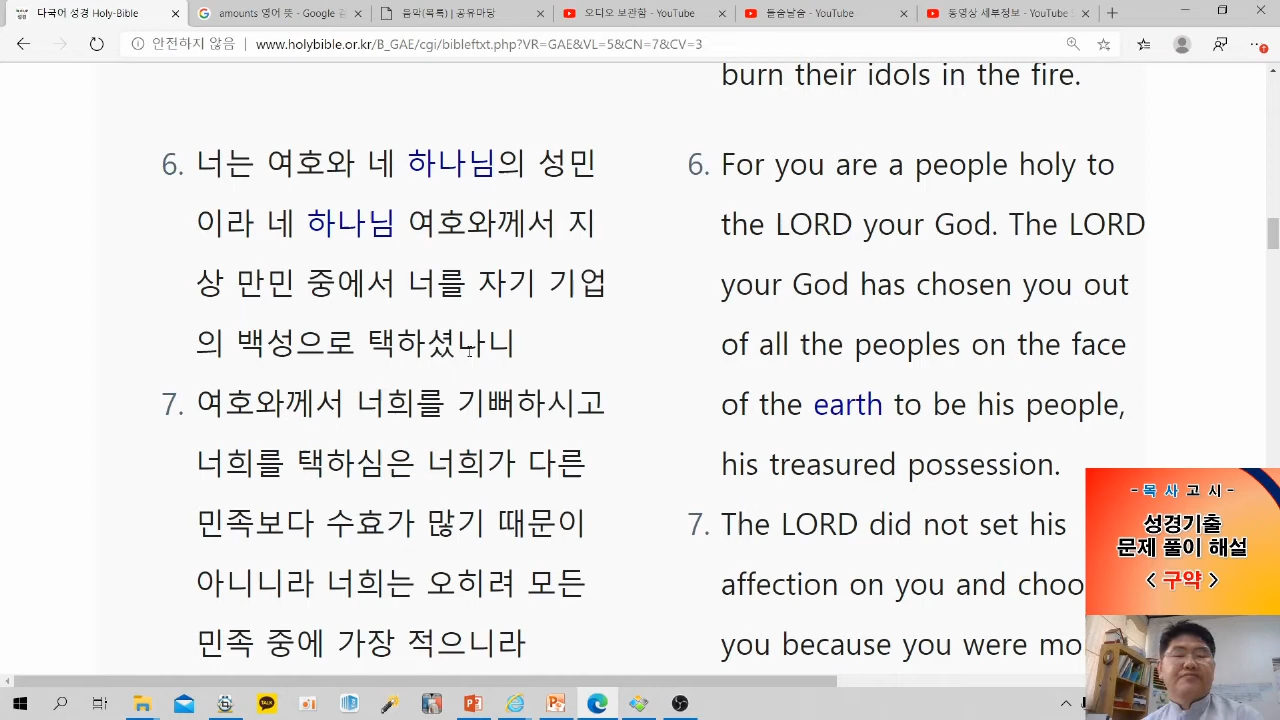 다국어 성경 Holy-Bible
amounts 영어 뜻 - Google 검
음악(목록) | 공유마당
오디오 보관함 - YouTube
돌숨날숨 - YouTube
동영상 세부정보 - YouTube
안전하지 않음 www.holybible.or.kr/B_GAE/cgi/bibleftxt.php?VR=GAE&VL=5&CN=7&CV=3
6. 너는 여호와 네 하나님의 성민
이라 네 하나님 여호와께서 지
상 만민 중에서 너를 자기 기업
의 백성으로 택하셨나니
7. 여호와께서 너희를 기뻐하시고
너희를 택하심은 너희가 다른
민족보다 수효가 많기 때문이
아니니라 너희는 오히려 모든
민족 중에 가장 적으니라
burn their idols in the fire.
6. For you are a people holy to
the LORD your God. The LORD
your God has chosen you out
of all the peoples on the face
of the earth to be his people,
his treasured possession.
7. The LORD did not set his
affection on you and choo
you because you were mo
- 목 사 고 시 -
성경기출
문제 풀이 해설
< 구약 >
TALK